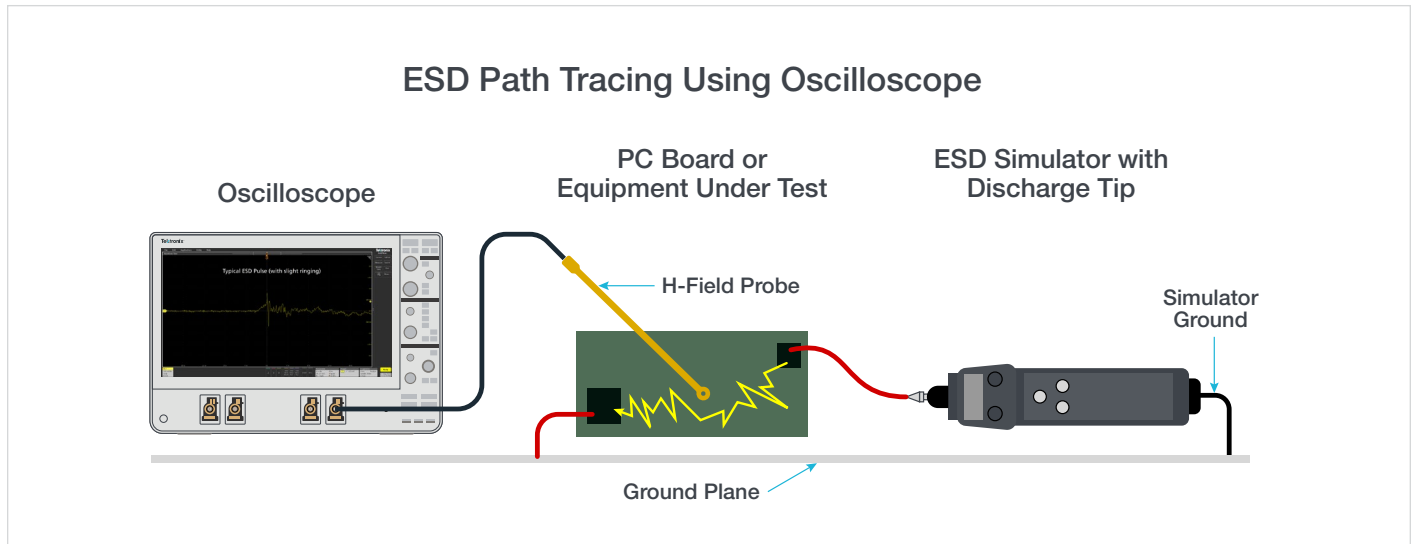 ESD Path Tracing Using Oscilloscope
PC Board or
Equipment Under Test
ESD Simulator with
Discharge Tip
Oscilloscope
Tektronix
Typical ESD Pulse (with slight ringing)
H-Field Probe
Simulator
Ground
Ground Plane